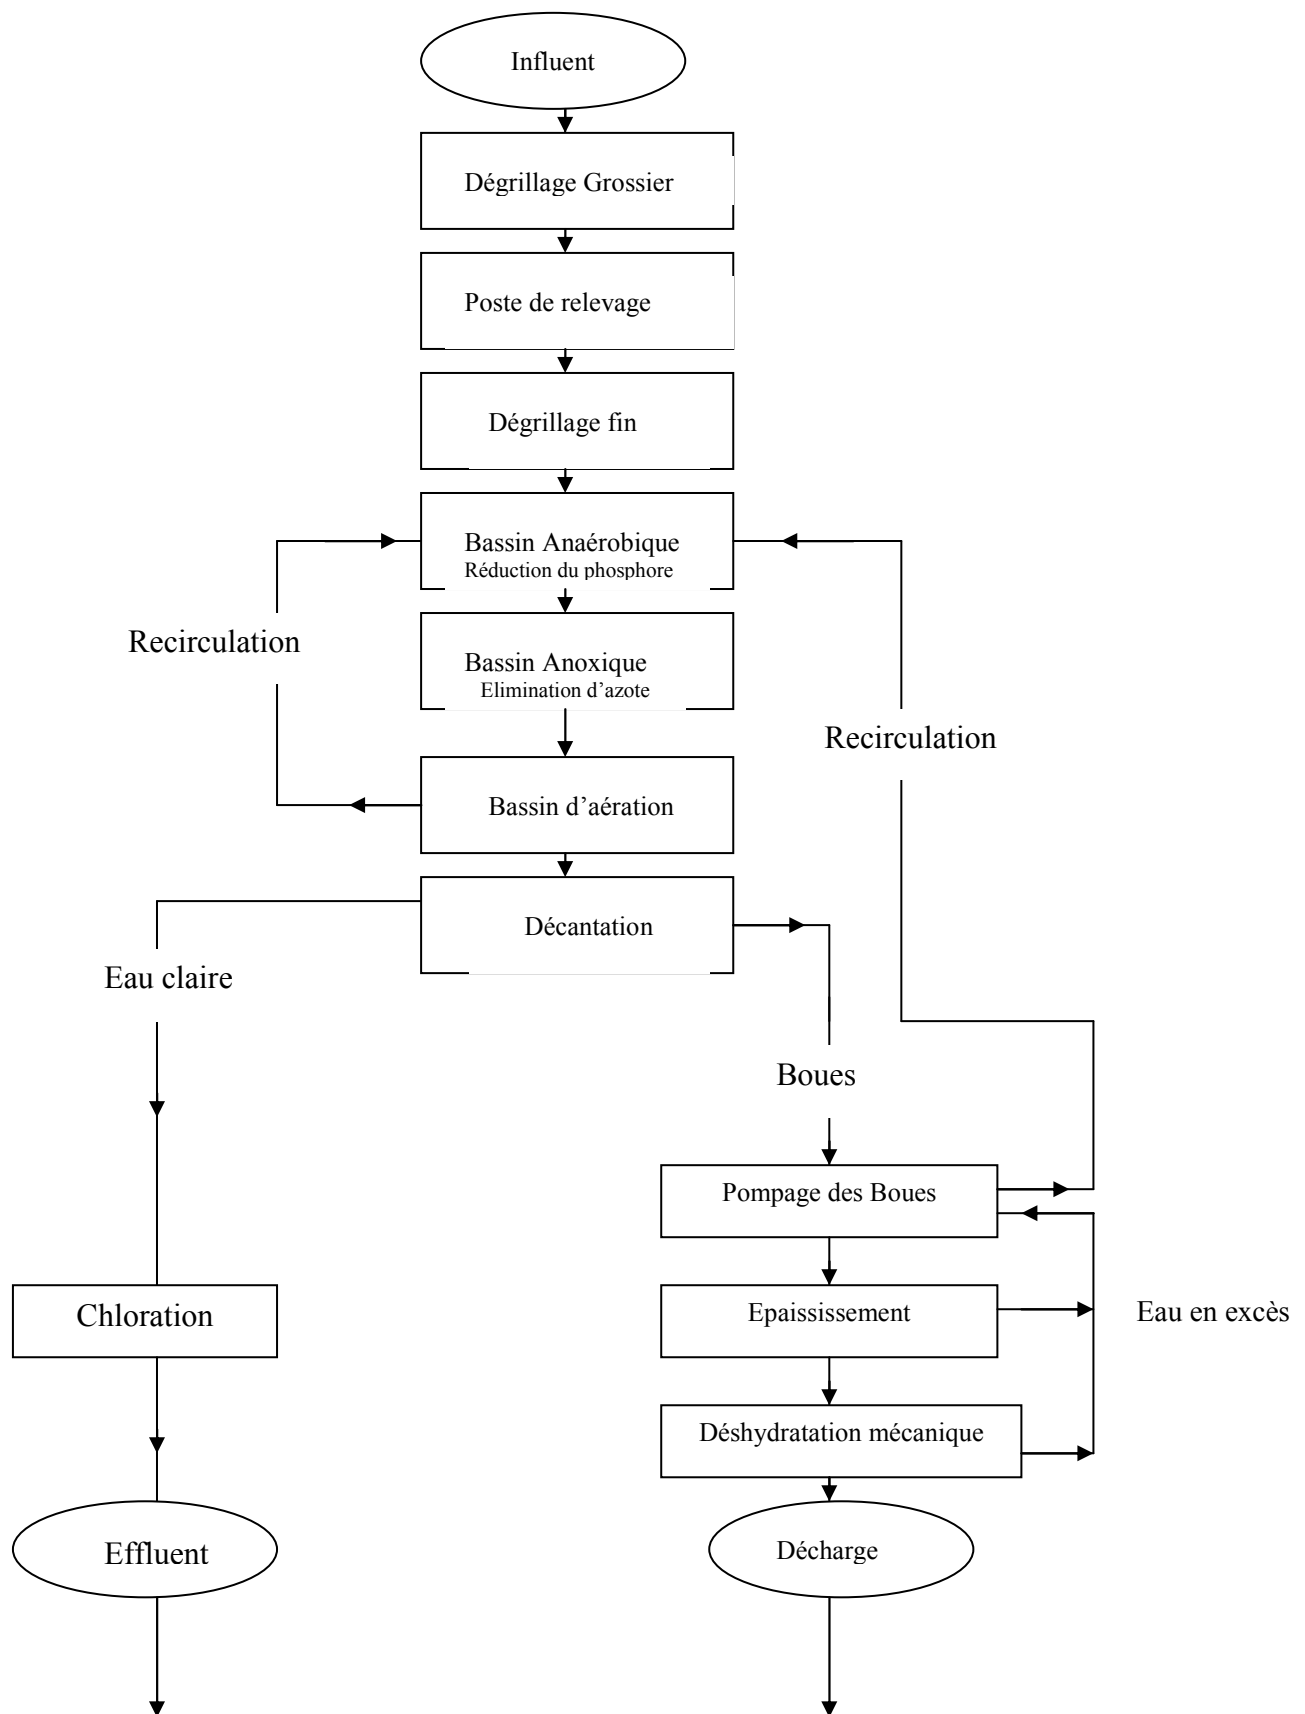 Influent
Dégrillage Grossier
Poste de relevage
Dégrillage fin
Bassin Anaérobique
Réduction du phosphore
Recirculation
Bassin Anoxique
Elimination d’azote
Recirculation
Bassin d’aération
Décantation
Eau claire
Boues
Pompage des Boues
Chloration
Epaississement
Eau en excès
Déshydratation mécanique
Effluent
Décharge